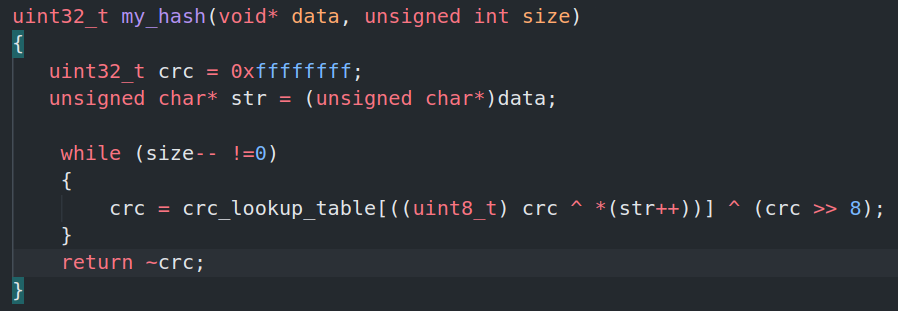 uint32_t my_hash(void* data, unsigned int size)
{
uint32_t crc = 0xffffffff;
unsigned char* str = (unsigned char*)data;
while (size-- !=0)
{
crc = crc_lookup_table[((uint8_t) crc ^ *(str++))] ^ (crc >> 8);
}
return ~crc;
}